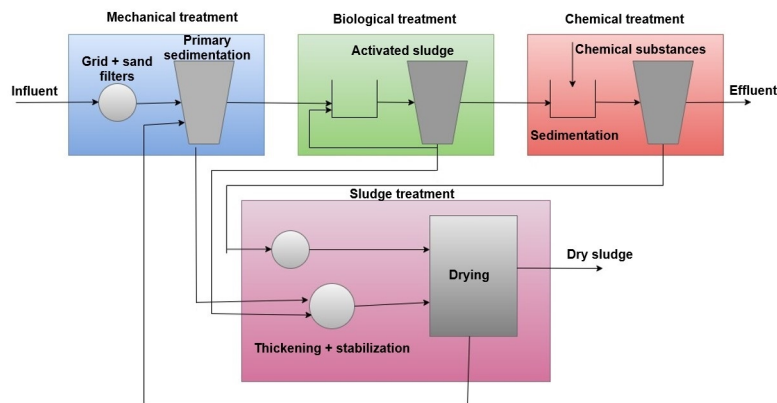 Mechanical treatment
Biological treatment
Chemical treatment
Primary
sedimentation
Grid + sand
filters
Influent
Activated sludge
Chemical substances
Effluent
Sedimentation
Sludge treatment
Dry sludge
Drying
Thickening + stabilization